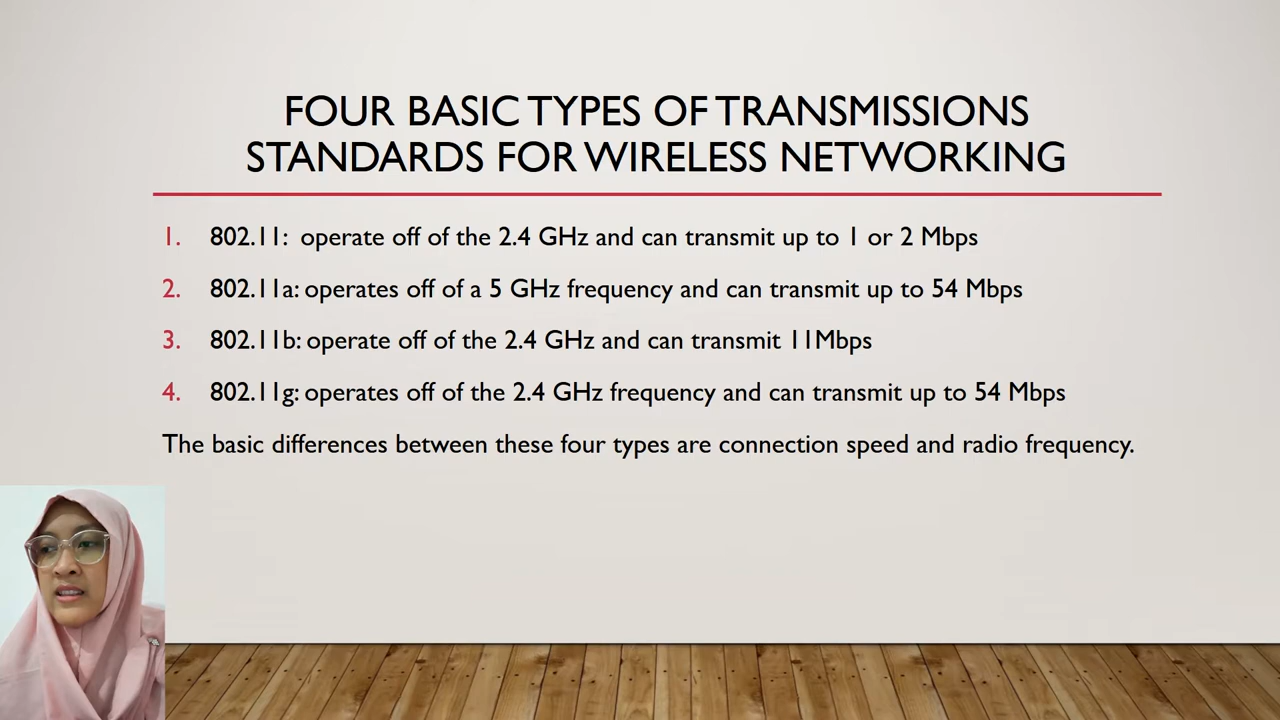 FOUR BASIC TYPES OF TRANSMISSIONS
STANDARDS FOR WIRELESS NETWORKING
1. 802.11: operate off of the 2.4 GHz and can transmit up to 1 or 2 Mbps
2. 802.11a: operates off of a 5 GHz frequency and can transmit up to 54 Mbps
3. 802.11b: operate off of the 2.4 GHz and can transmit 11Mbps
4. 802.11g: operates off of the 2.4 GHz frequency and can transmit up to 54 Mbps
The basic differences between these four types are connection speed and radio frequency.